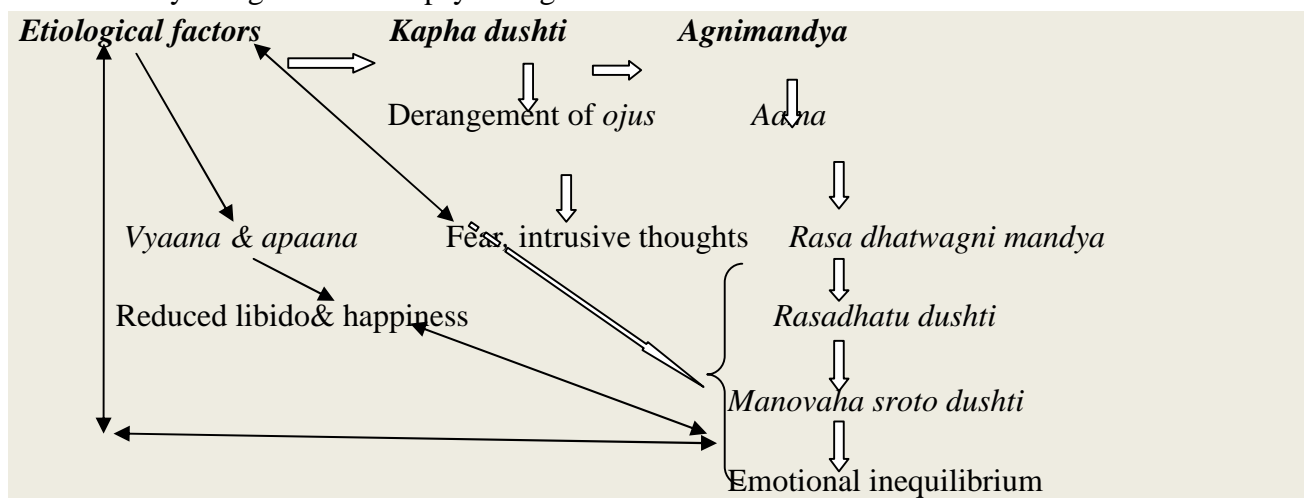 Etiological factors Kapha dushti Agnimandya
Derangement of ojus Aama
Vyaana & apaana Fear, intrusive thoughts Rasa dhatwagni mandya
Reduced libido& happiness Rasadhatu dushti
Manovaha sroto dushti
Emotional inequilibrium